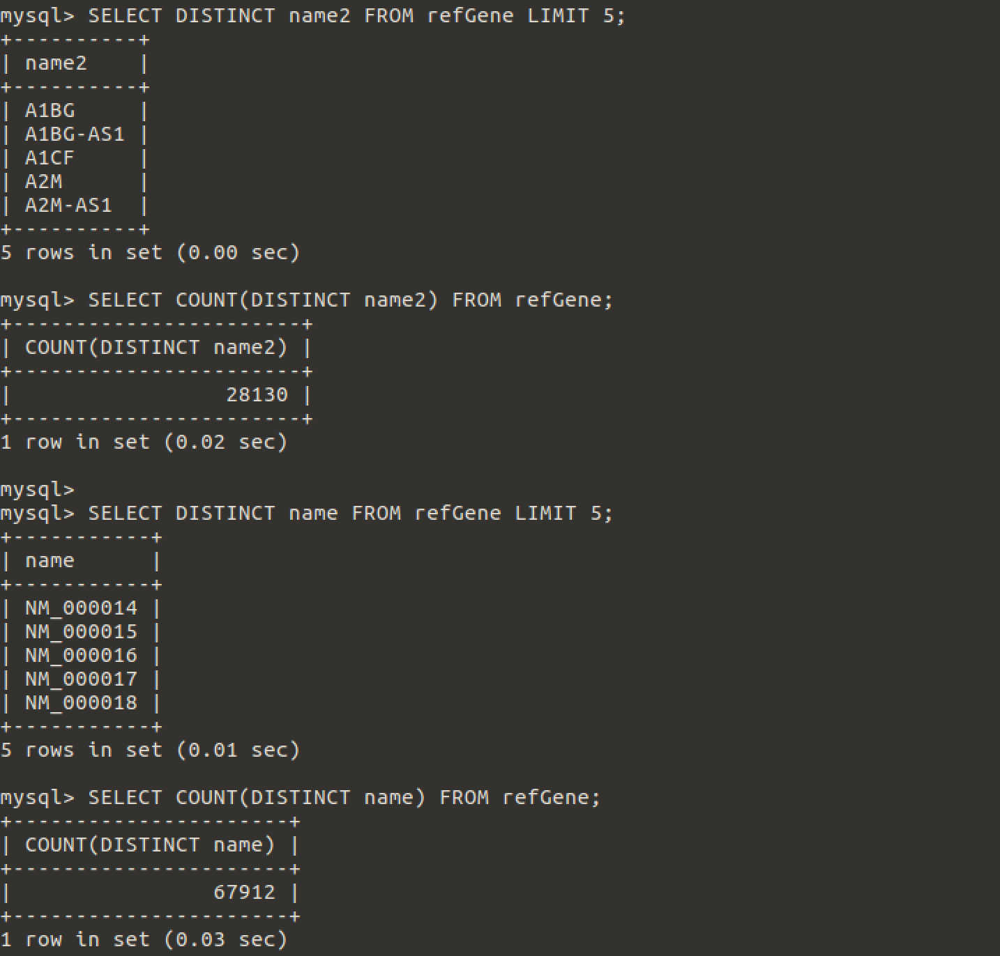 mysql> SELECT DISTINCT name2 FROM refGene LIMIT 5;
+----------+
| name2    |
+----------+
| A1BG     |
| A1BG-AS1 |
| A1CF     |
| A2M      |
| A2M-AS1  |
+----------+
5 rows in set (0.00 sec)

mysql> SELECT COUNT(DISTINCT name2) FROM refGene;
+-----------------------+
| COUNT(DISTINCT name2) |
+-----------------------+
|                 28130 |
+-----------------------+
1 row in set (0.02 sec)

mysql>
mysql> SELECT DISTINCT name FROM refGene LIMIT 5;
+-----------+
| name      |
+-----------+
| NM_000014 |
| NM_000015 |
| NM_000016 |
| NM_000017 |
| NM_000018 |
+-----------+
5 rows in set (0.01 sec)

mysql> SELECT COUNT(DISTINCT name) FROM refGene;
+----------------------+
| COUNT(DISTINCT name) |
+----------------------+
|                67912 |
+----------------------+
1 row in set (0.03 sec)